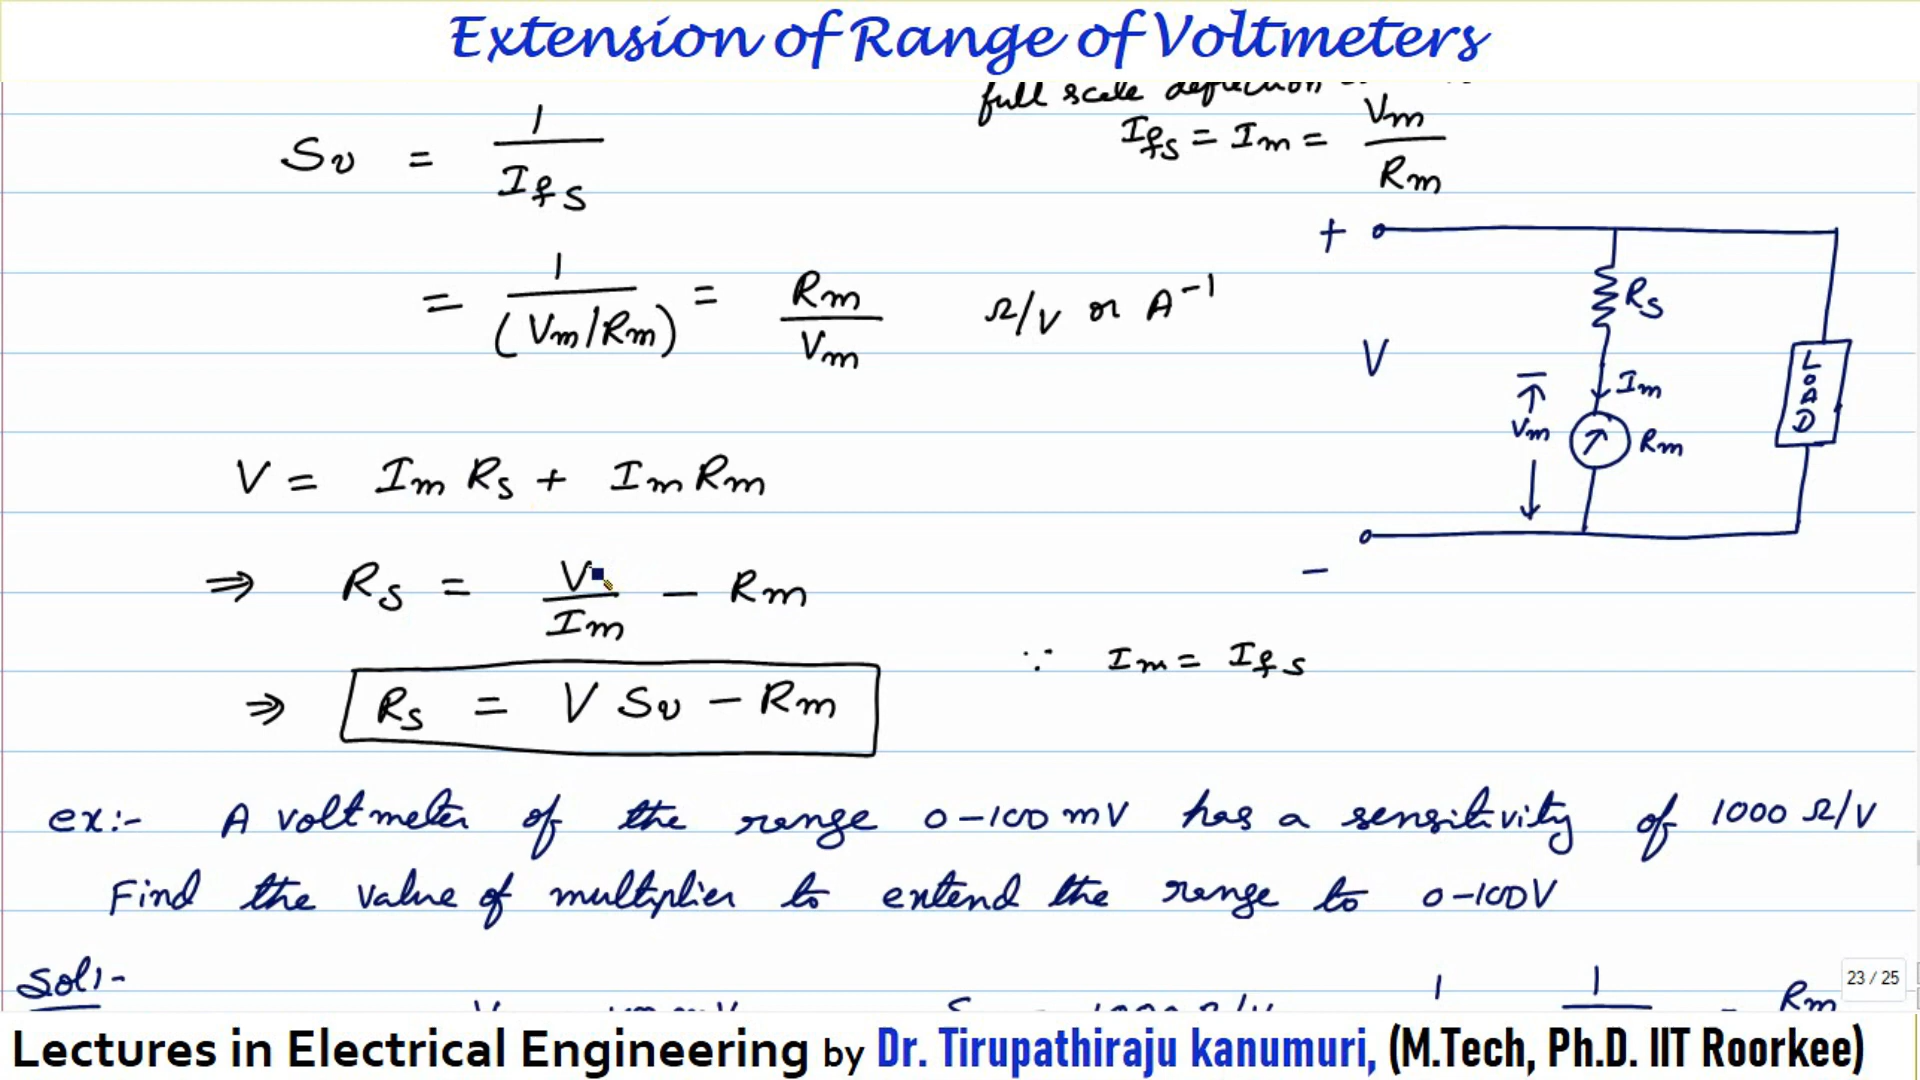 Extension of Range of Voltmeters
full scale
Ifs = Im = Vm / Rm
Sv = 1 / Ifs
= 1 / (Vm/Rm) = Rm / Vm Ω/V or A⁻¹
+
Rs
V
Im
Vm
Rm
LOAD
−
V = Im Rs + Im Rm
⇒ Rs = V / Im − Rm
∵ Im = Ifs
⇒ Rs = V Sv − Rm
ex:- A voltmeter of the range 0-100mV has a sensitivity of 1000 Ω/V
Find the value of multiplier to extend the range to 0-100V
Sol:-
Rm
23 / 25
Lectures in Electrical Engineering by Dr. Tirupathiraju kanumuri, (M.Tech, Ph.D. IIT Roorkee)